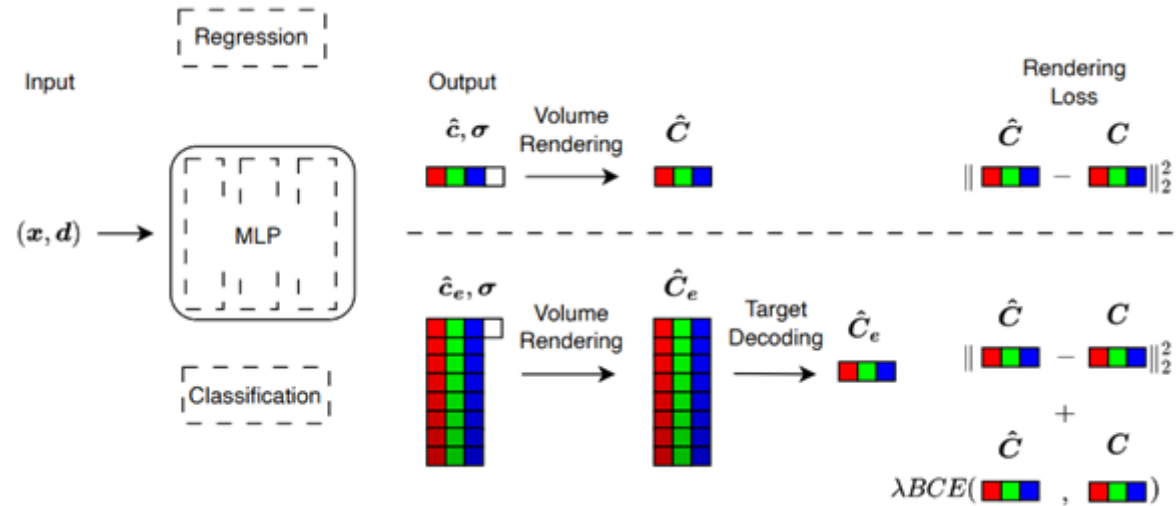 Regression
Input
Output
Rendering
Loss
ĉ, σ
Volume
Rendering
Ĉ
Ĉ
C
‖ − ‖₂²
(x, d)
MLP
ĉₑ, σ
Volume
Rendering
Ĉₑ
Target
Decoding
Ĉₑ
Ĉ
C
‖ − ‖₂²
Classification
+
Ĉ
C
λBCE( , )